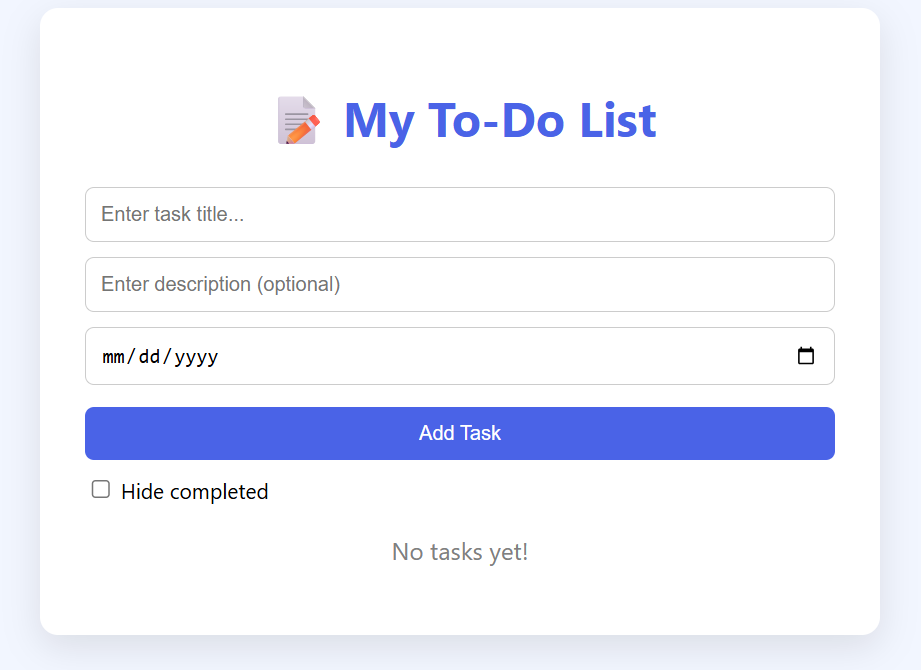 My To-Do List
Enter task title...
Enter description (optional)
mm/dd/yyyy
Add Task
Hide completed
No tasks yet!